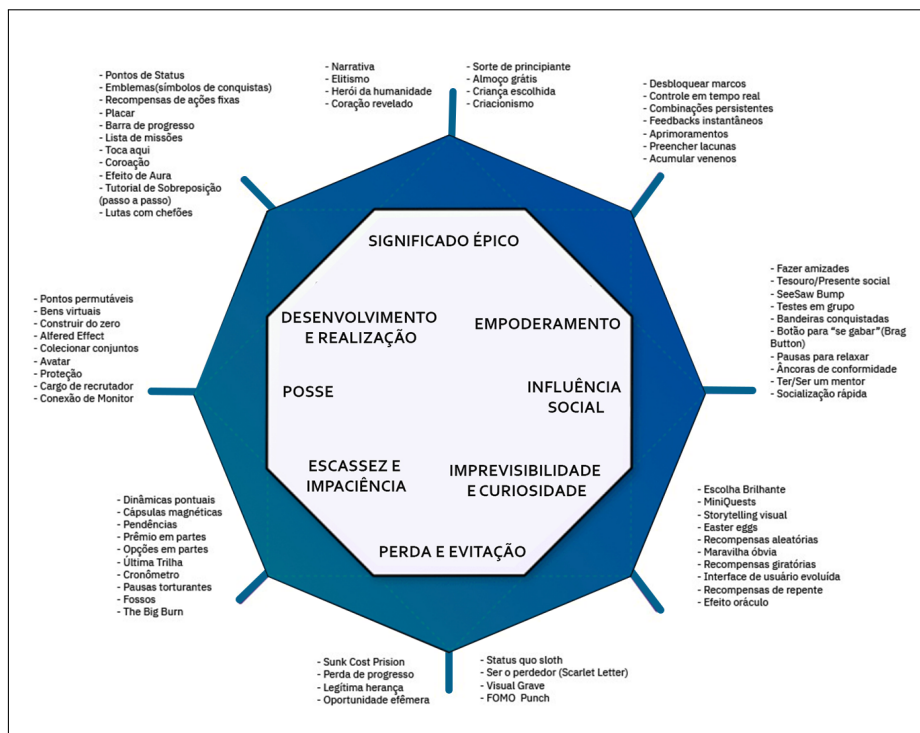 - Narrativa
- Elitismo
- Herói da humanidade
- Coração revelado
- Sorte de principiante
- Almoço grátis
- Criança escolhida
- Criacionismo
- Pontos de Status
- Emblemas(símbolos de conquistas)
- Recompensas de ações fixas
- Placar
- Barra de progresso
- Lista de missões
- Toca aqui
- Coroação
- Efeito de Aura
- Tutorial de Sobreposição
(passo a passo)
- Lutas com chefões
- Desbloquear marcos
- Controle em tempo real
- Combinações persistentes
- Feedbacks instantâneos
- Aprimoramentos
- Preencher lacunas
- Acumular venenos
SIGNIFICADO ÉPICO
DESENVOLVIMENTO
E REALIZAÇÃO
EMPODERAMENTO
POSSE
INFLUÊNCIA
SOCIAL
ESCASSEZ E
IMPACIÊNCIA
IMPREVISIBILIDADE
E CURIOSIDADE
PERDA E EVITAÇÃO
- Pontos permutáveis
- Bens virtuais
- Construir do zero
- Alfered Effect
- Colecionar conjuntos
- Avatar
- Proteção
- Cargo de recrutador
- Conexão de Monitor
- Fazer amizades
- Tesouro/Presente social
- SeeSaw Bump
- Testes em grupo
- Bandeiras conquistadas
- Botão para “se gabar”(Brag
Button)
- Pausas para relaxar
- Âncoras de conformidade
- Ter/Ser um mentor
- Socialização rápida
- Dinâmicas pontuais
- Cápsulas magnéticas
- Pendências
- Prêmio em partes
- Opções em partes
- Última Trilha
- Cronômetro
- Pausas torturantes
- Fossos
- The Big Burn
- Escolha Brilhante
- MiniQuests
- Storytelling visual
- Easter eggs
- Recompensas aleatórias
- Maravilha óbvia
- Recompensas giratórias
- Interface de usuário evoluída
- Recompensas de repente
- Efeito oráculo
- Sunk Cost Prision
- Perda de progresso
- Legítima herança
- Oportunidade efêmera
- Status quo sloth
- Ser o perdedor (Scarlet Letter)
- Visual Grave
- FOMO Punch